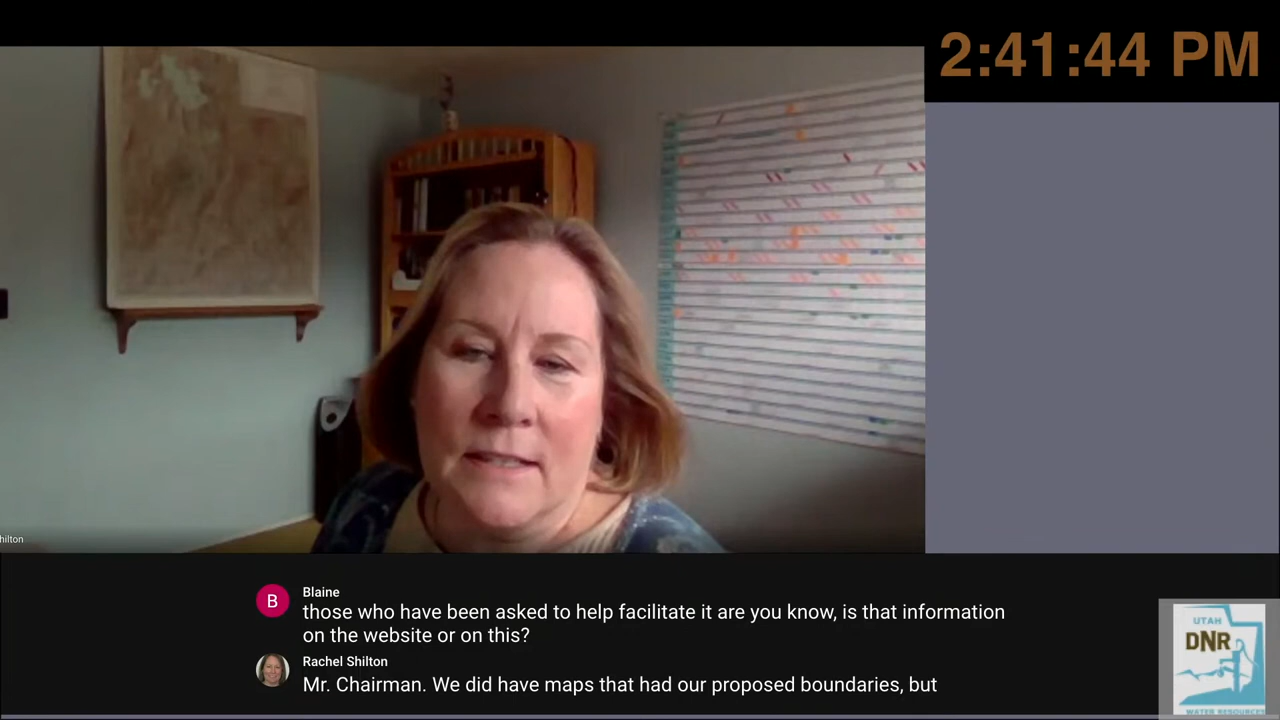 2:41:44 PM
hilton
B
Blaine
those who have been asked to help facilitate it are you know, is that information
on the website or on this?
Rachel Shilton
Mr. Chairman. We did have maps that had our proposed boundaries, but
UTAH
DNR
WATER RESOURCES